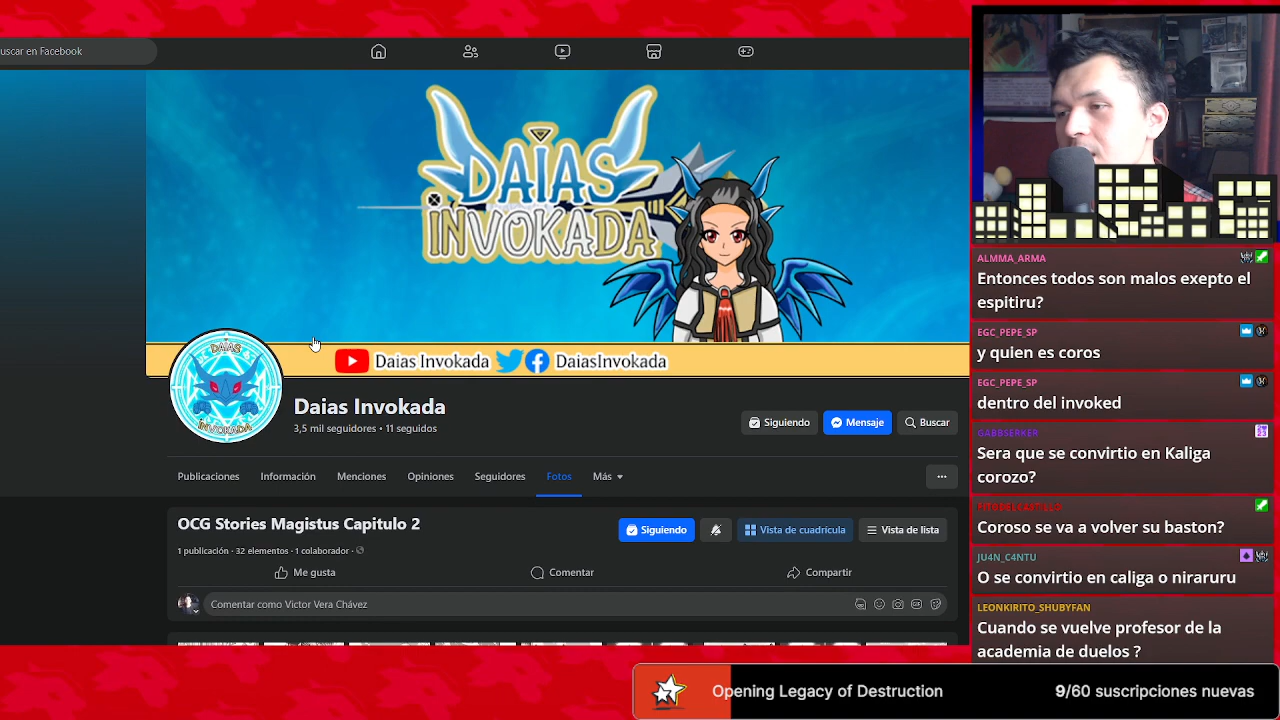 uscar en Facebook
DAIAS
INVOKADA
Daias Invokada
DaiasInvokada
DAIAS
INVOKADA
Daias Invokada
3,5 mil seguidores • 11 seguidos
Siguiendo
Mensaje
Buscar
Publicaciones
Información
Menciones
Opiniones
Seguidores
Fotos
Más
OCG Stories Magistus Capitulo 2
1 publicación · 32 elementos · 1 colaborador ·
Siguiendo
Vista de cuadrícula
Vista de lista
Me gusta
Comentar
Compartir
Comentar como Victor Vera Chávez
ALMMA_ARMA
Entonces todos son malos exepto el
espitiru?
EGC_PEPE_SP
y quien es coros
EGC_PEPE_SP
dentro del invoked
GABBSERKER
Sera que se convirtio en Kaliga
corozo?
Coroso se va a volver su baston?
JU4N_C4NTU
O se convirtio en caliga o niraruru
LEONKIRITO_SHUBYFAN
Cuando se vuelve profesor de la
academia de duelos ?
Opening Legacy of Destruction
9/60 suscripciones nuevas